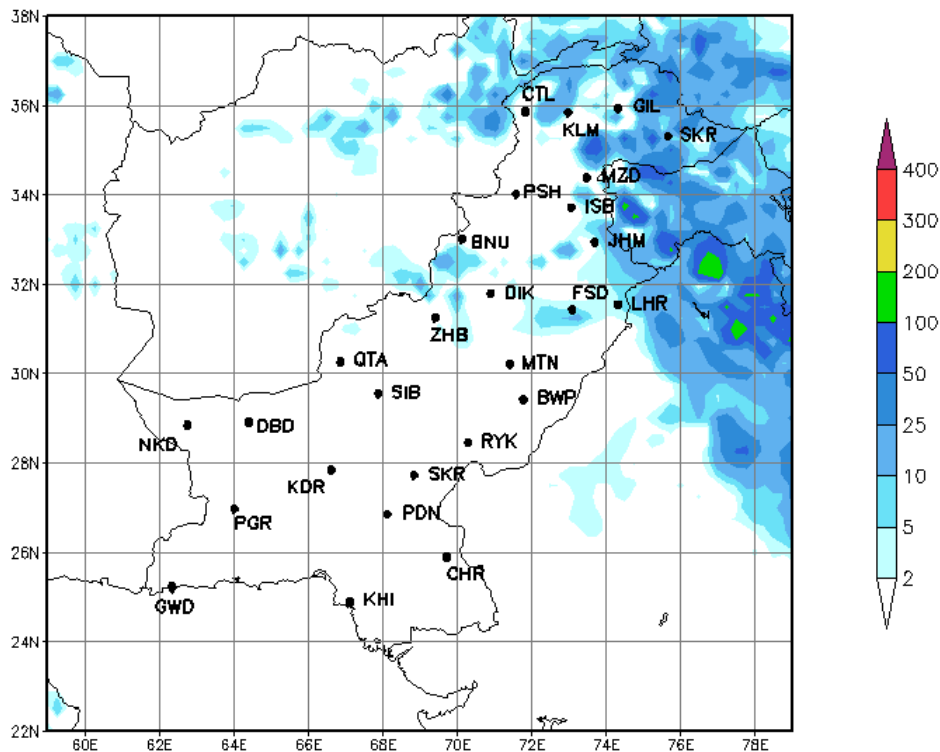 38N
36N
34N
32N
30N
28N
26N
24N
22N
60E 62E 64E 66E 68E 70E 72E 74E 76E 78E
CTL
GIL
KLM
SKR
MZD
PSH
ISB
BNU
JHM
DIK
FSD
LHR
ZHB
QTA
MTN
SIB
BWP
DBD
NKD
RYK
KDR
SKR
PGR
PDN
CHR
GWD
KHI
400
300
200
100
50
25
10
5
2